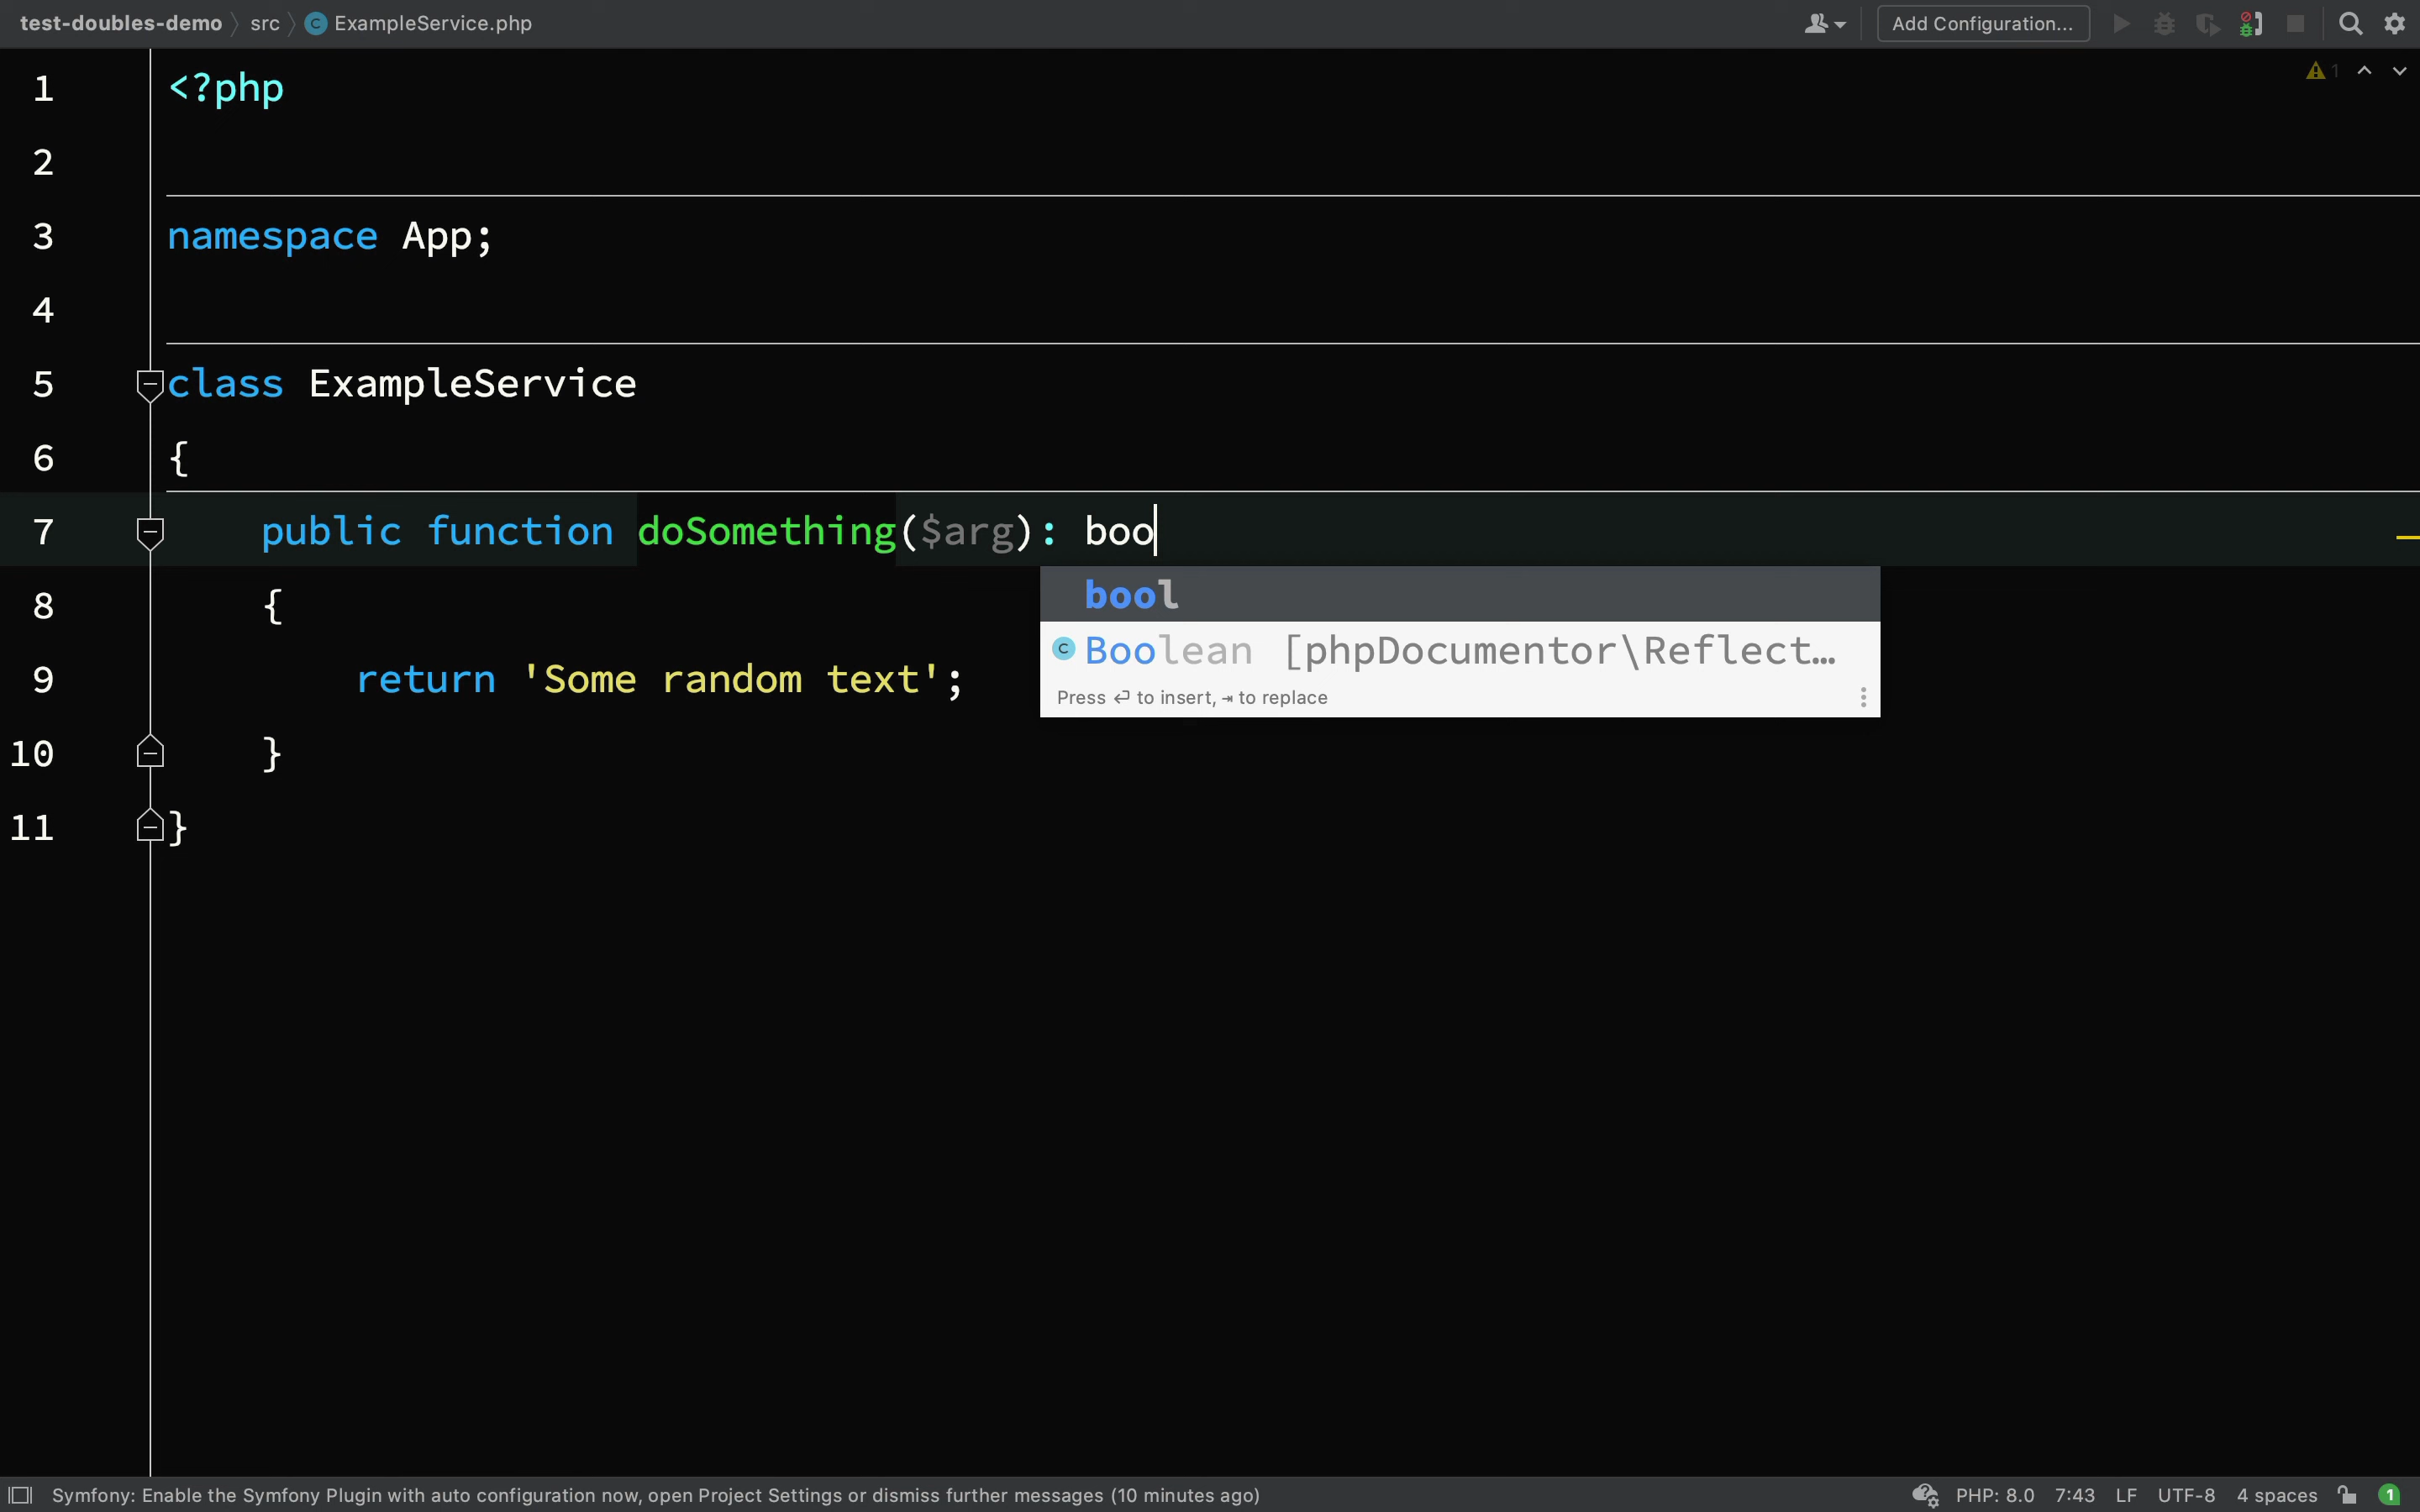 test-doubles-demo src ExampleService.php Add Configuration...
1
1 <?php
2
3 namespace App;
4
5 class ExampleService
6 {
7 public function doSomething($arg): boo
bool
8 {
Boolean [phpDocumentor\Reflect…
9 return 'Some random text';
Press ↵ to insert, ⇥ to replace
10 }
11 }
Symfony: Enable the Symfony Plugin with auto configuration now, open Project Settings or dismiss further messages (10 minutes ago) PHP: 8.0 7:43 LF UTF-8 4 spaces 1